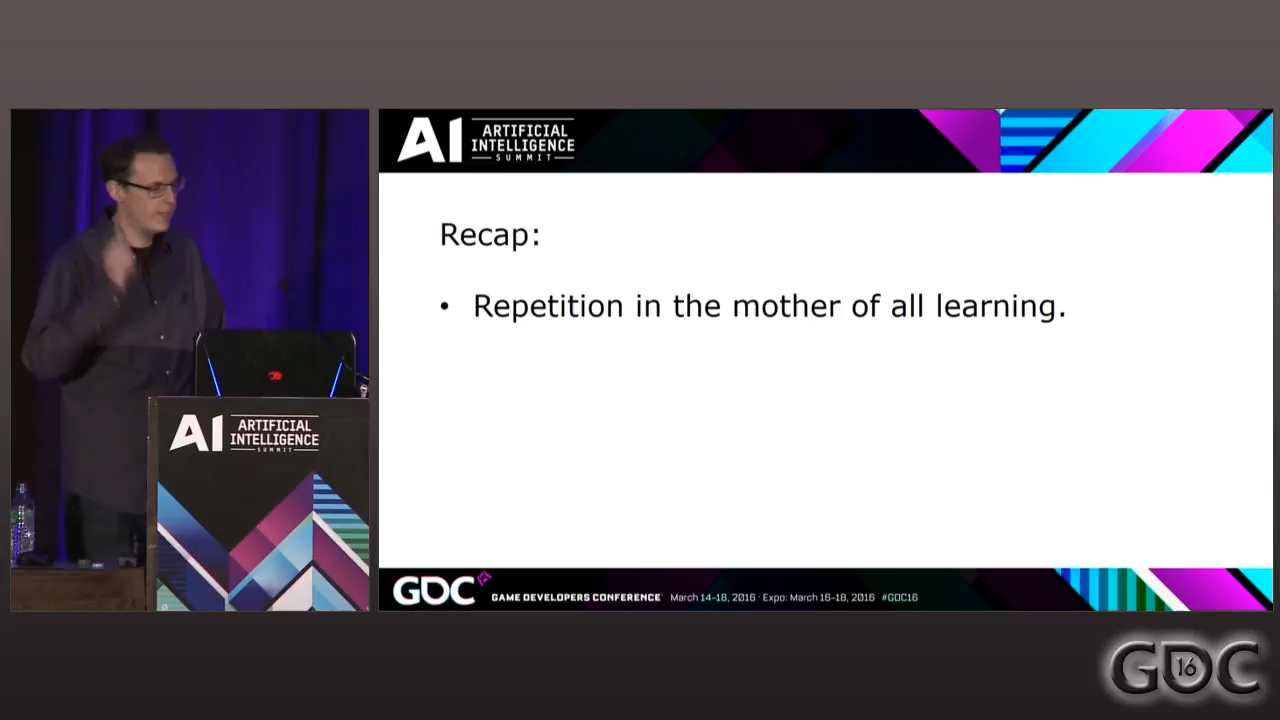 AI ARTIFICIAL
INTELLIGENCE
SUMMIT
Recap:
• Repetition in the mother of all learning.
AI ARTIFICIAL
INTELLIGENCE
SUMMIT
GDC GAME DEVELOPERS CONFERENCE March 14-18, 2016 · Expo: March 16-18, 2016 #GDC16
GDC 16